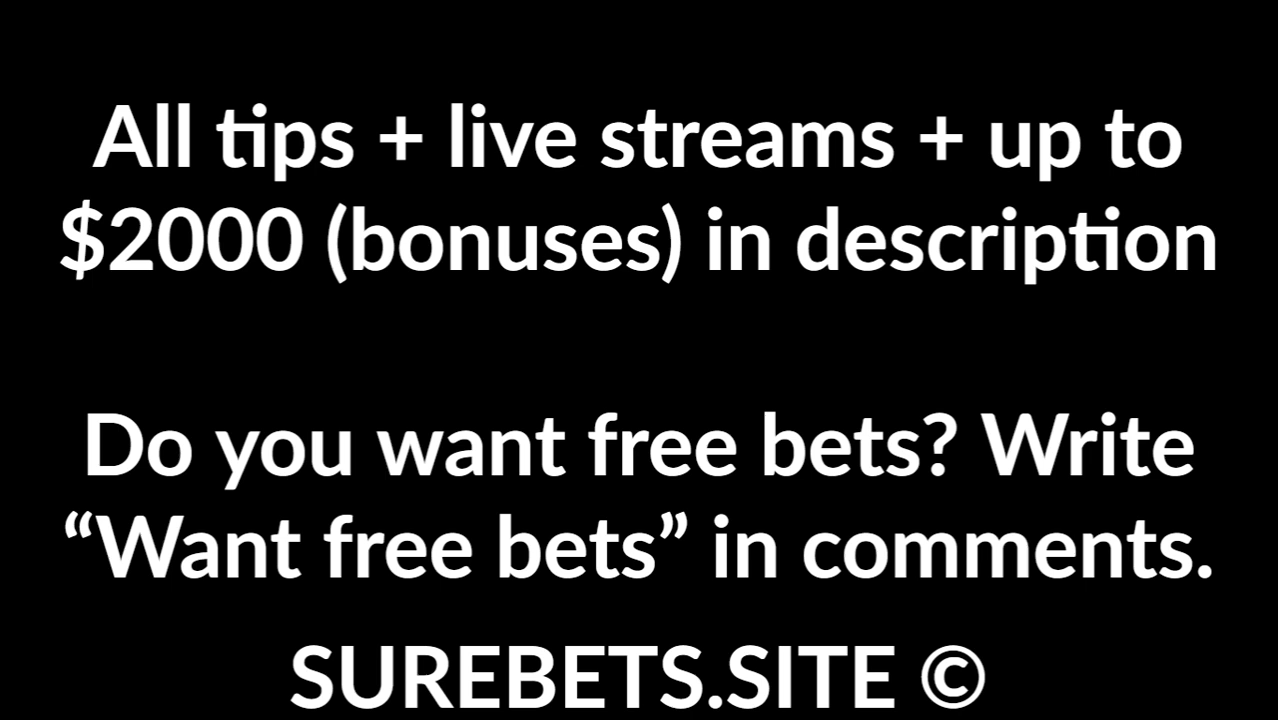 All tips + live streams + up to
$2000 (bonuses) in description
Do you want free bets? Write
“Want free bets” in comments.
SUREBETS.SITE ©